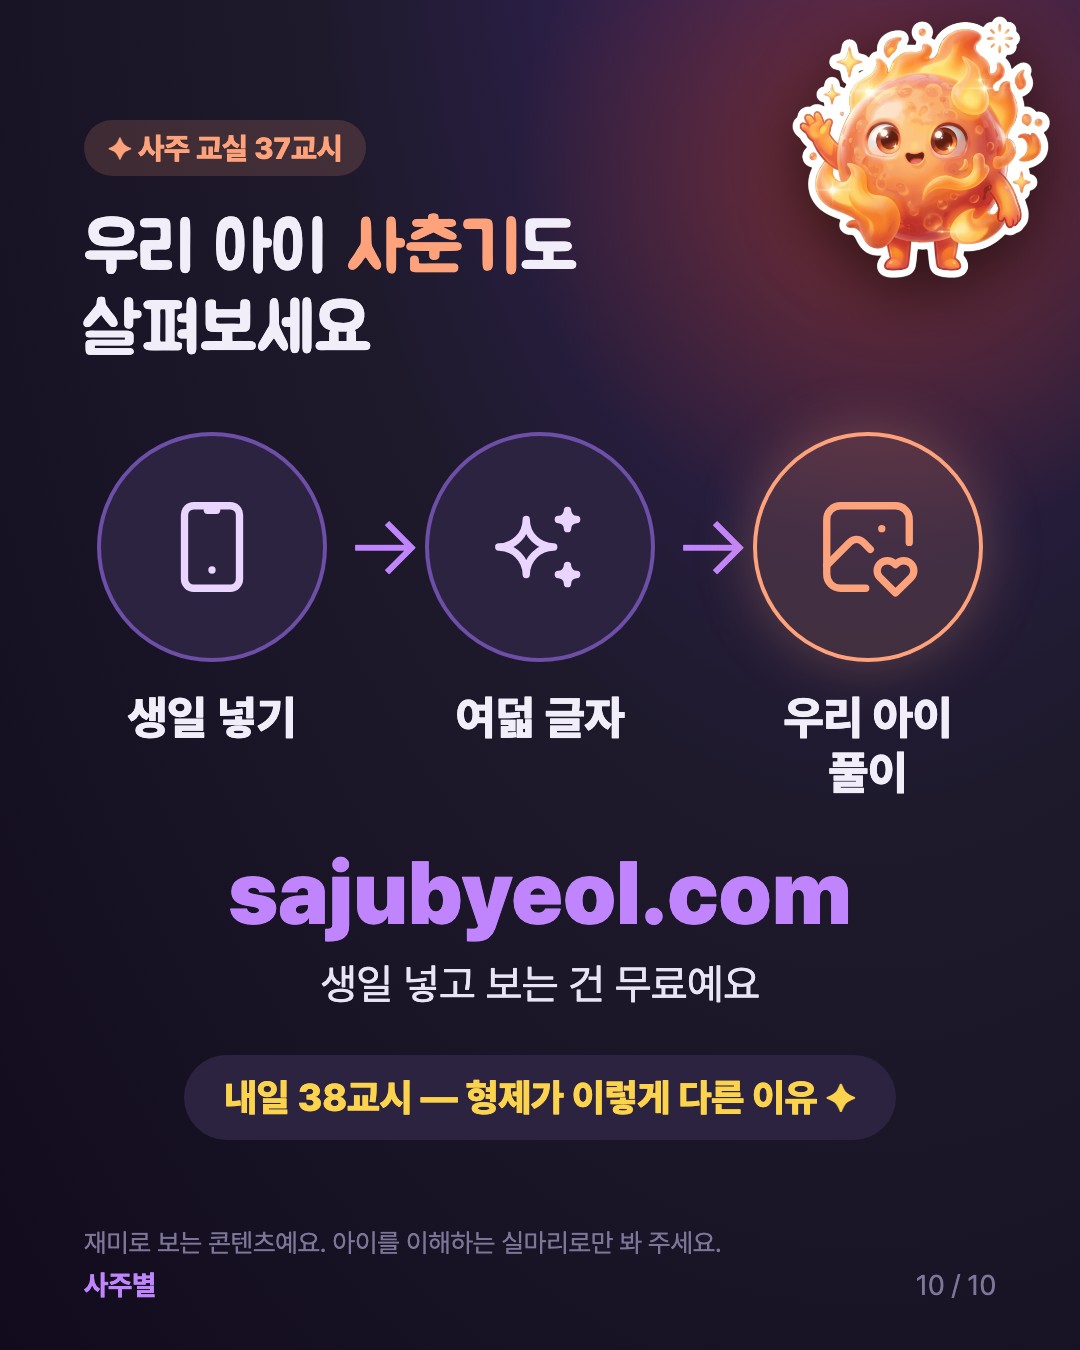 ✦ 사주 교실 37교시
우리 아이 사춘기도
살펴보세요
생일 넣기
여덟 글자
우리 아이
풀이
sajubyeol.com
생일 넣고 보는 건 무료예요
내일 38교시 — 형제가 이렇게 다른 이유 ✦
재미로 보는 콘텐츠예요. 아이를 이해하는 실마리로만 봐 주세요.
사주별
10 / 10